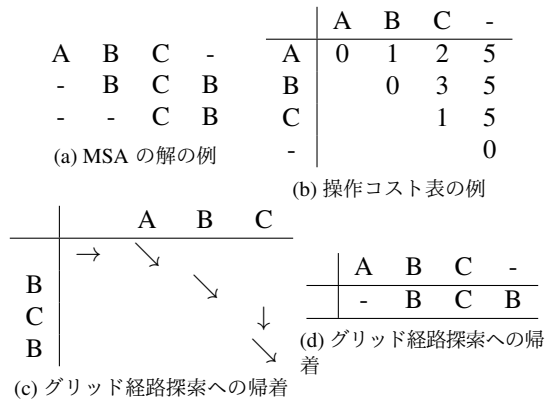 A B C -
- B C B
- - C B
(a) MSA の解の例
A B C -
A 0 1 2 5
B 0 3 5
C 1 5
- 0
(b) 操作コスト表の例
A B C
→ ↘
B ↘
C ↓
B ↘
(c) グリッド経路探索への帰着
A B C -
- B C B
(d) グリッド経路探索への帰
着